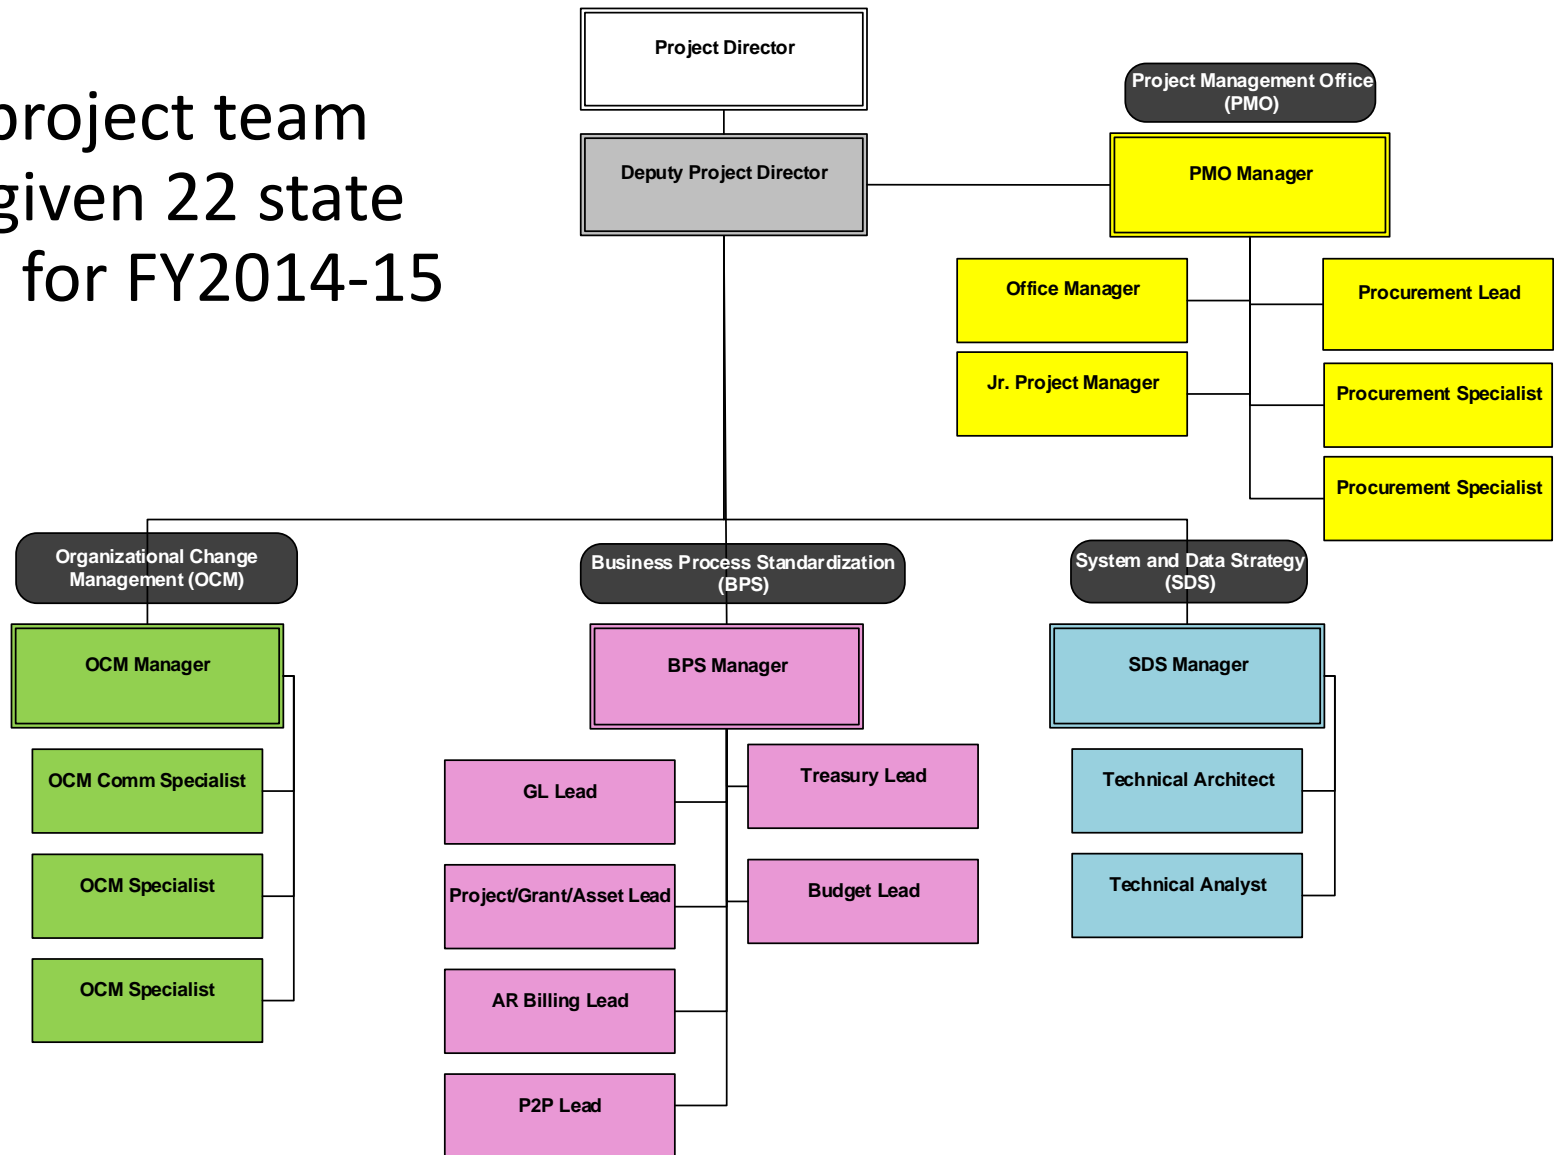 project team
given 22 state
for FY2014-15
Project Director
Deputy Project Director
Project Management Office
(PMO)
PMO Manager
Office Manager
Procurement Lead
Jr. Project Manager
Procurement Specialist
Procurement Specialist
Organizational Change
Management (OCM)
OCM Manager
OCM Comm Specialist
OCM Specialist
OCM Specialist
Business Process Standardization
(BPS)
BPS Manager
GL Lead
Treasury Lead
Project/Grant/Asset Lead
Budget Lead
AR Billing Lead
P2P Lead
System and Data Strategy
(SDS)
SDS Manager
Technical Architect
Technical Analyst